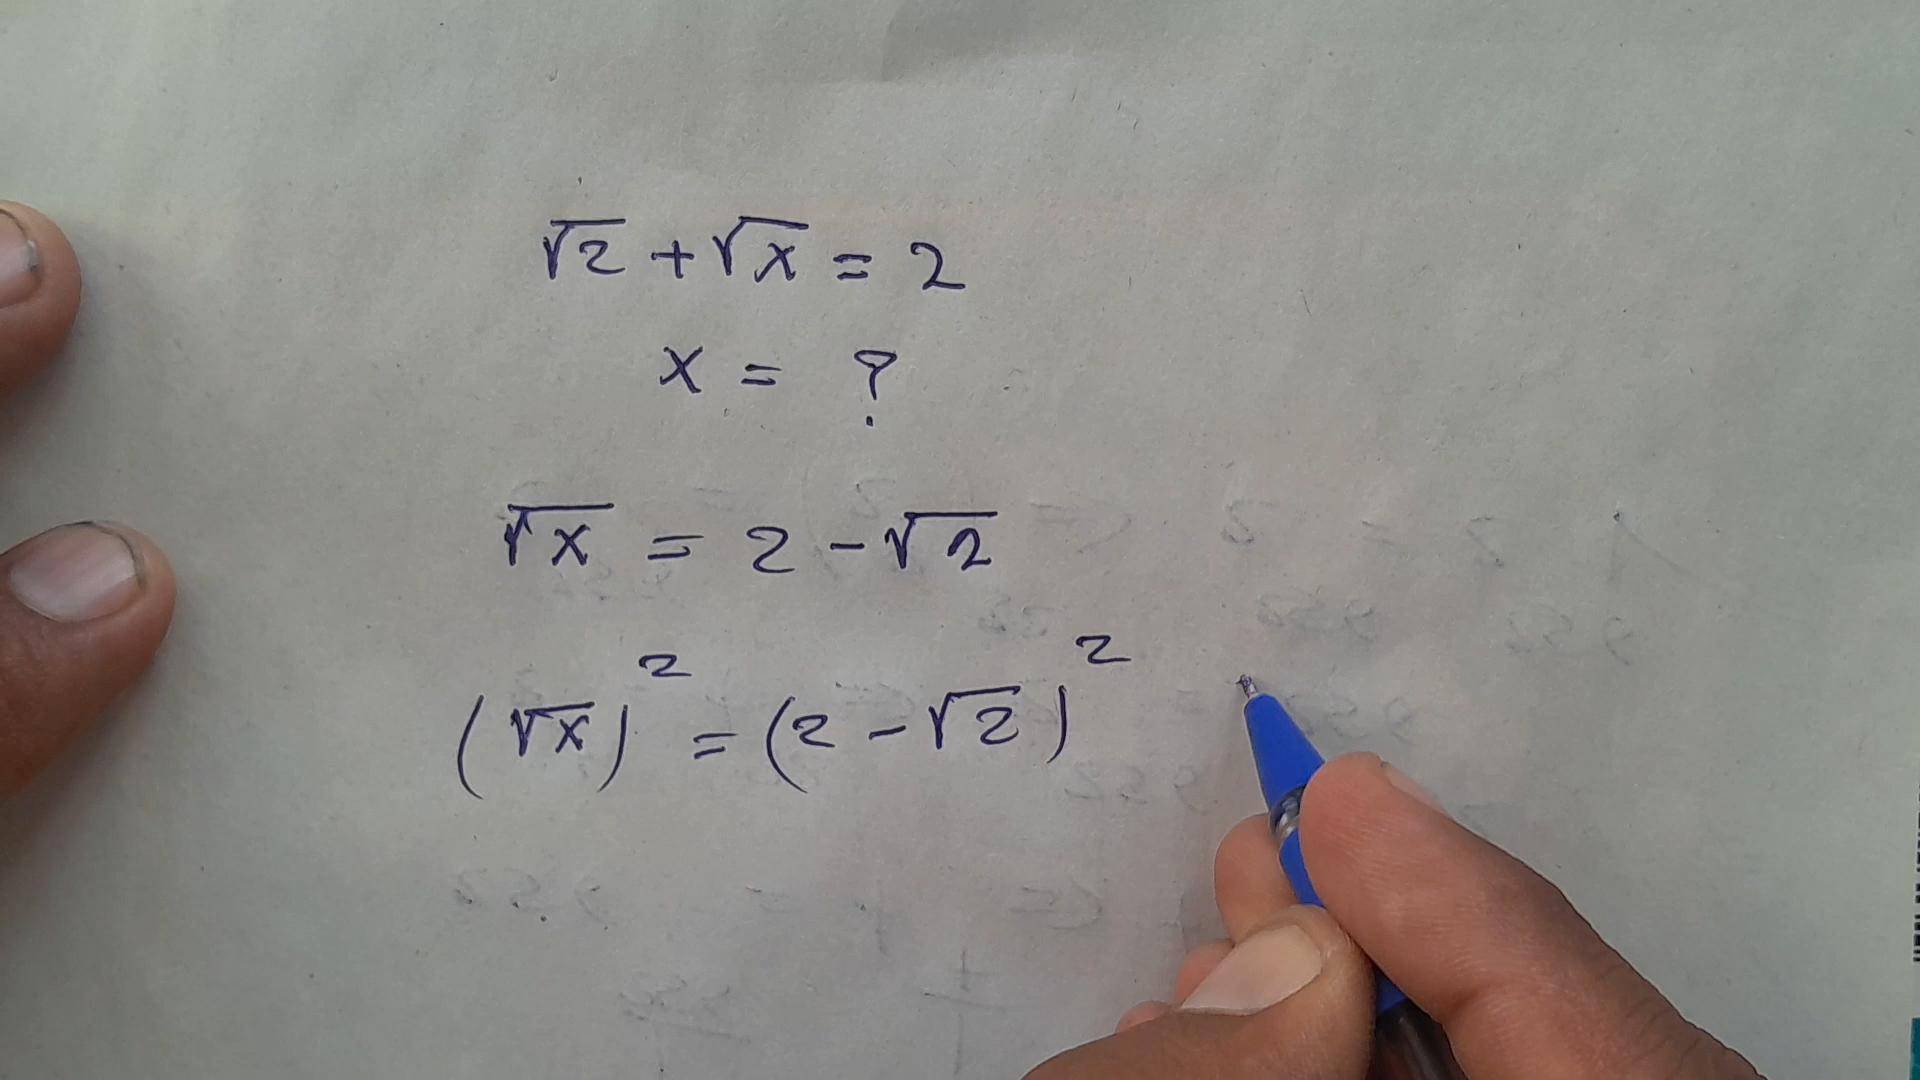 √2 + √x = 2
x = ?
√x = 2 - √2
(√x)² = (2 - √2)²